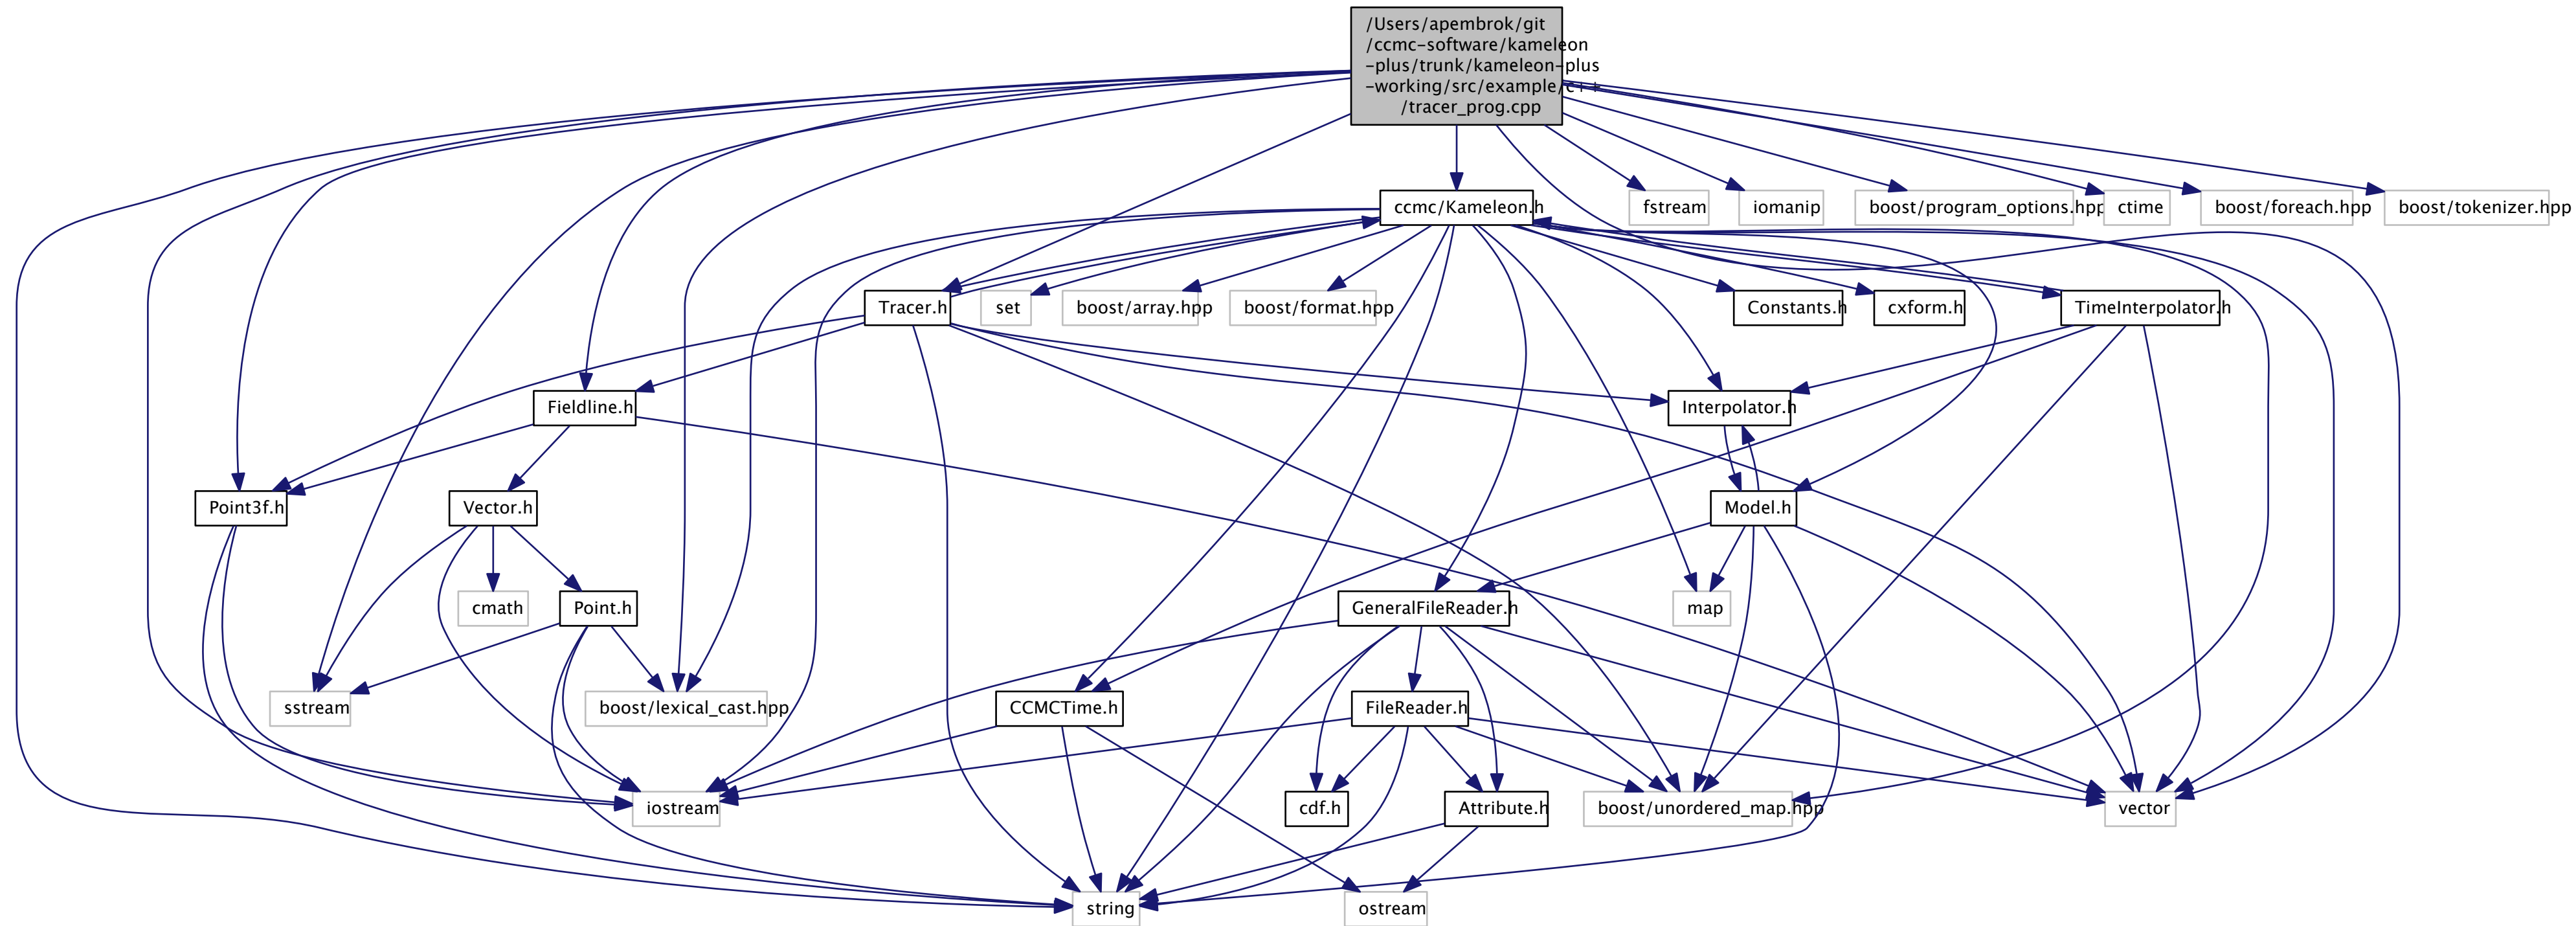 /Users/apembrok/git
/ccmc-software/kameleon
-plus/trunk/kameleon-plus
-working/src/example/c++
/tracer_prog.cpp
ccmc/Kameleon.h
fstream
iomanip
boost/program_options.hpp
ctime
boost/foreach.hpp
boost/tokenizer.hpp
Tracer.h
set
boost/array.hpp
boost/format.hpp
Constants.h
cxform.h
TimeInterpolator.h
Fieldline.h
Interpolator.h
Point3f.h
Vector.h
Model.h
cmath
Point.h
GeneralFileReader.h
map
sstream
boost/lexical_cast.hpp
CCMCTime.h
FileReader.h
iostream
cdf.h
Attribute.h
boost/unordered_map.hpp
vector
string
ostream